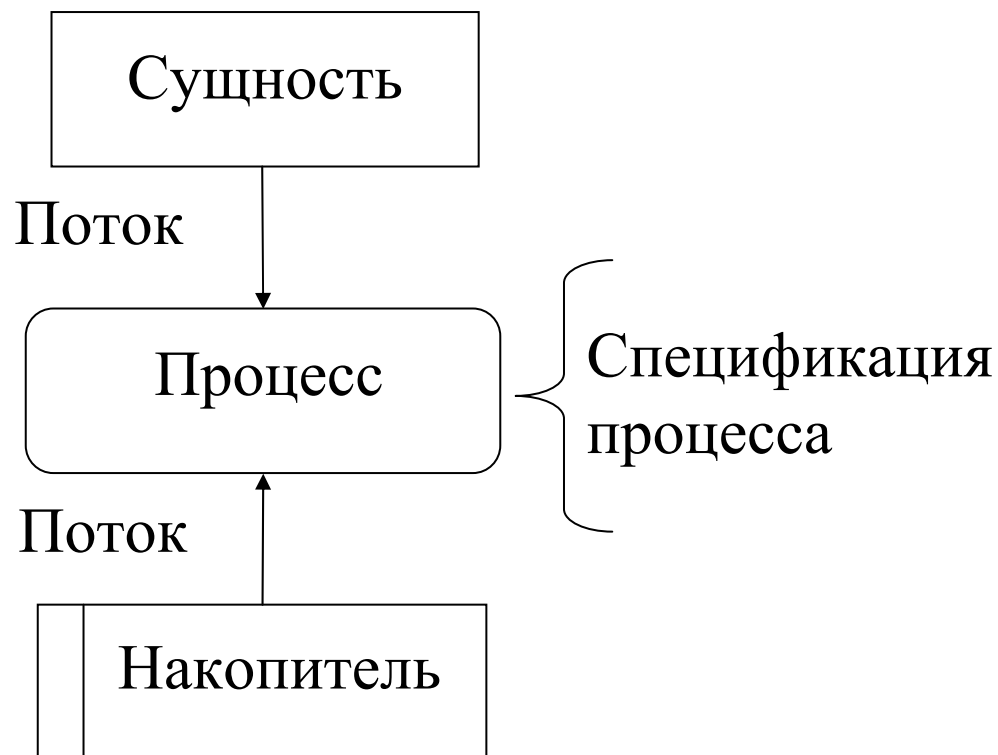 Сущность
Поток
Процесс
Спецификация
процесса
Поток
Накопитель